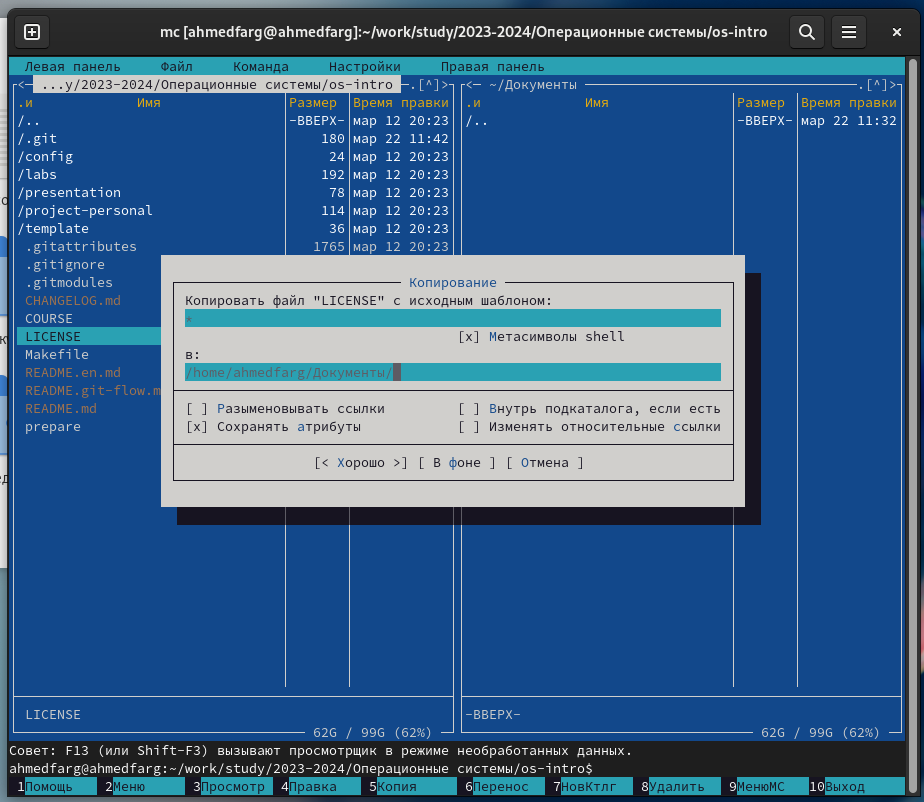 mc [ahmedfarg@ahmedfarg]:~/work/study/2023-2024/Операционные системы/os-intro
Левая панель Файл Команда Настройки Правая панель
<— ...y/2023-2024/Операционные системы/os-intro —.[^]>
.и Имя Размер Время правки
/.. -ВВЕРХ- мар 12 20:23
/.git 180 мар 22 11:42
/config 24 мар 12 20:23
/labs 192 мар 12 20:23
/presentation 78 мар 12 20:23
/project-personal 114 мар 12 20:23
/template 36 мар 12 20:23
.gitattributes 1765 мар 12 20:23
.gitignore
.gitmodules
CHANGELOG.md
COURSE
LICENSE
Makefile
README.en.md
README.git-flow.m
README.md
prepare
LICENSE
62G / 99G (62%)
<— ~/Документы —.[^]>
.и Имя Размер Время правки
/.. -ВВЕРХ- мар 22 11:32
-ВВЕРХ-
62G / 99G (62%)
Копирование
Копировать файл "LICENSE" с исходным шаблоном:
*
[x] Метасимволы shell
в:
/home/ahmedfarg/Документы/
[ ] Разыменовывать ссылки [ ] Внутрь подкаталога, если есть
[x] Сохранять атрибуты [ ] Изменять относительные ссылки
[< Хорошо >] [ В фоне ] [ Отмена ]
Совет: F13 (или Shift-F3) вызывают просмотрщик в режиме необработанных данных.
ahmedfarg@ahmedfarg:~/work/study/2023-2024/Операционные системы/os-intro$
1Помощь 2Меню 3Просмотр 4Правка 5Копия 6Перенос 7НовКтлг 8Удалить 9МенюМС 10Выход